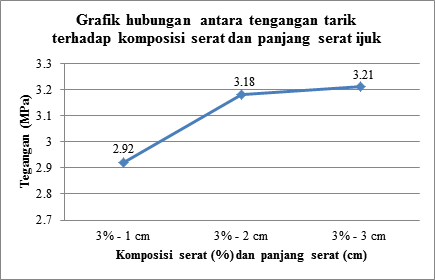 Grafik hubungan antara tengangan tarik
terhadap komposisi serat dan panjang serat ijuk
Tegangan (MPa)
3.3
3.2
3.1
3
2.9
2.8
2.7
2.92
3.18
3.21
3% - 1 cm
3% - 2 cm
3% - 3 cm
Komposisi serat (%) dan panjang serat (cm)